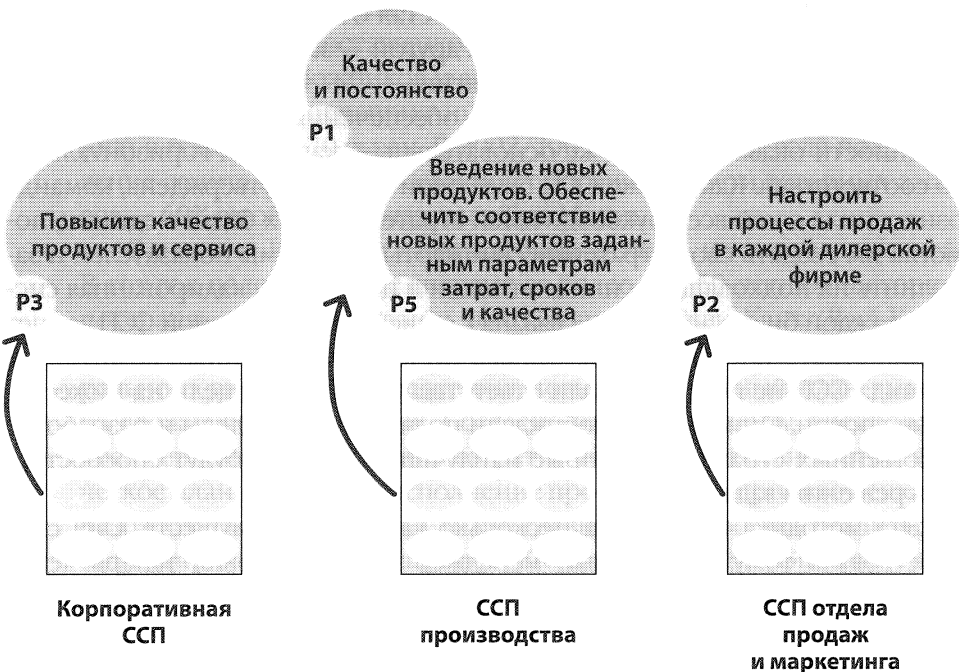 Качество
и постоянство
P1
Повысить качество
продуктов и сервиса
P3
Введение новых
продуктов. Обеспе-
чить соответствие
новых продуктов задан-
ным параметрам
затрат, сроков
и качества
P5
Настроить
процессы продаж
в каждой дилерской
фирме
P2
Корпоративная
ССП
ССП
производства
ССП отдела
продаж
и маркетинга